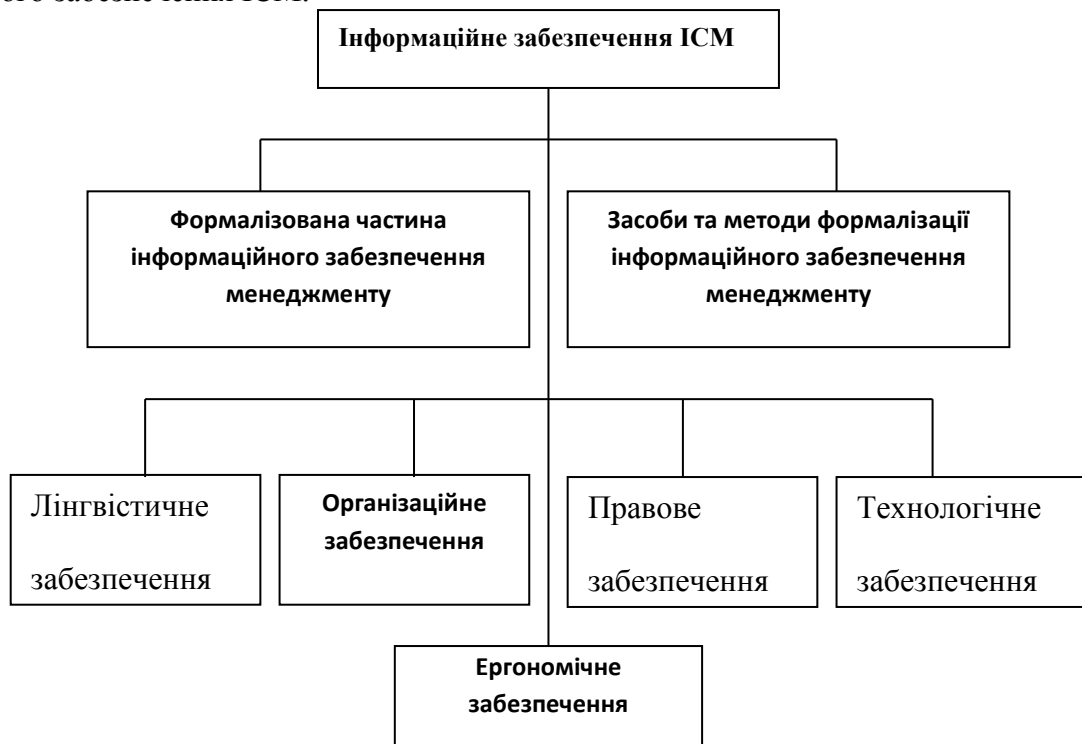 ІСМ.
Інформаційне забезпечення ІСМ
Формалізована частина
інформаційного забезпечення
менеджменту
Засоби та методи формалізації
інформаційного забезпечення
менеджменту
Лінгвістичне
забезпечення
Організаційне
забезпечення
Правове
забезпечення
Технологічне
забезпечення
Ергономічне
забезпечення